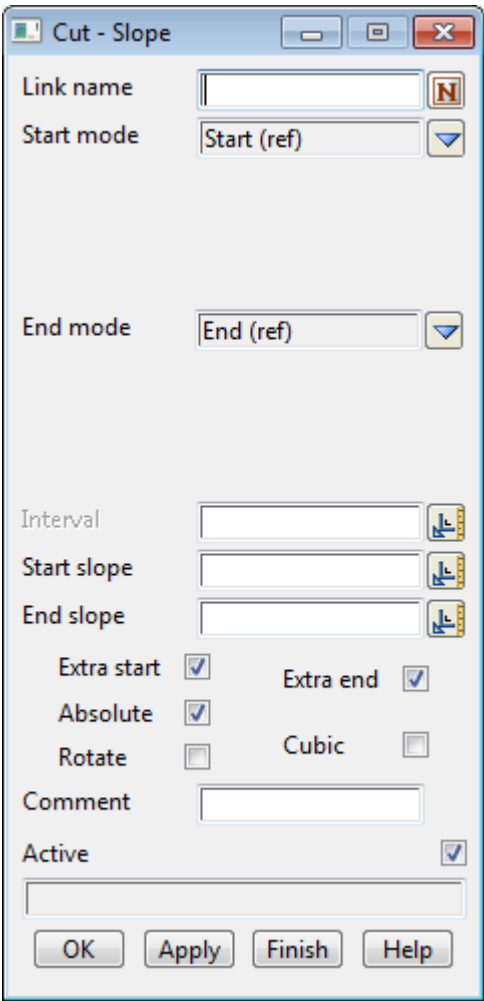 Cut - Slope
Link name N
Start mode Start (ref)
End mode End (ref)
Interval
Start slope
End slope
Extra start Extra end
Absolute
Rotate Cubic
Comment
Active
OK Apply Finish Help